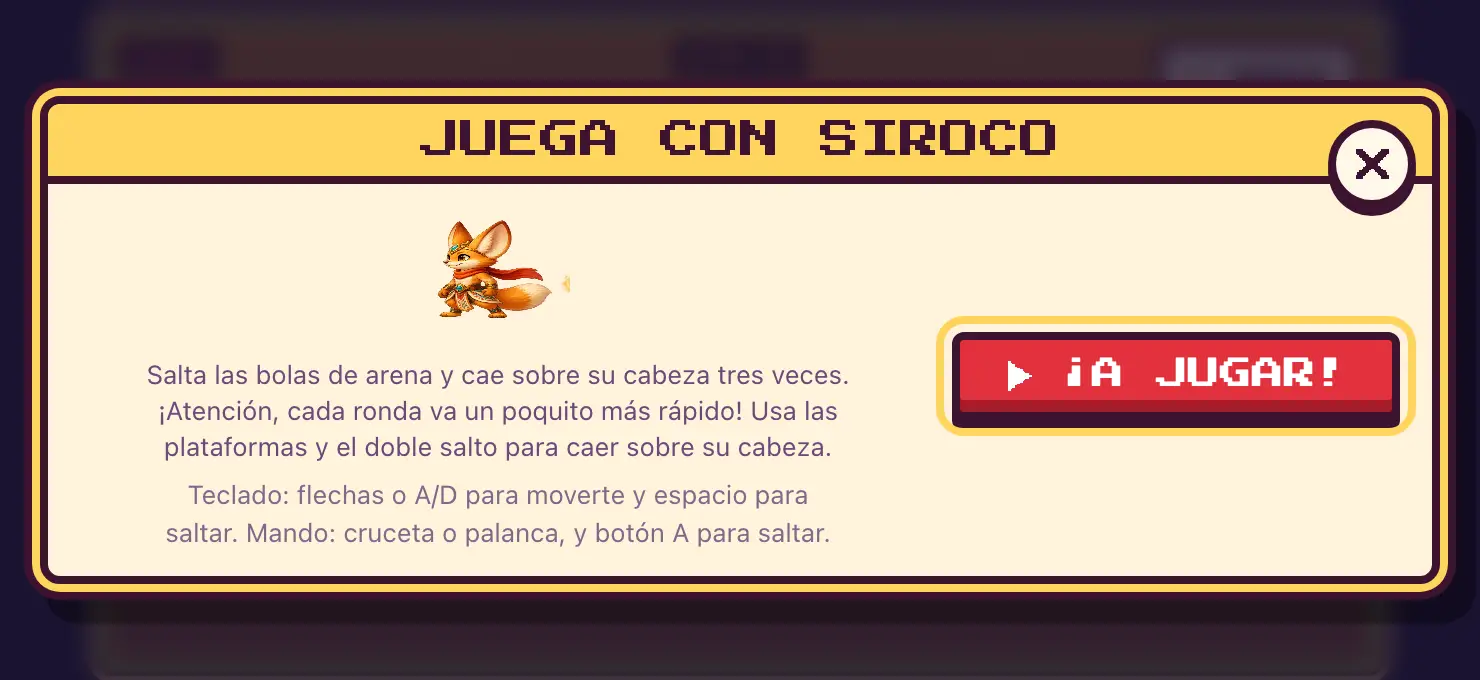 JUEGA CON SIROCO
Salta las bolas de arena y cae sobre su cabeza tres veces.
¡Atención, cada ronda va un poquito más rápido! Usa las
plataformas y el doble salto para caer sobre su cabeza.
Teclado: flechas o A/D para moverte y espacio para
saltar. Mando: cruceta o palanca, y botón A para saltar.
¡A JUGAR!